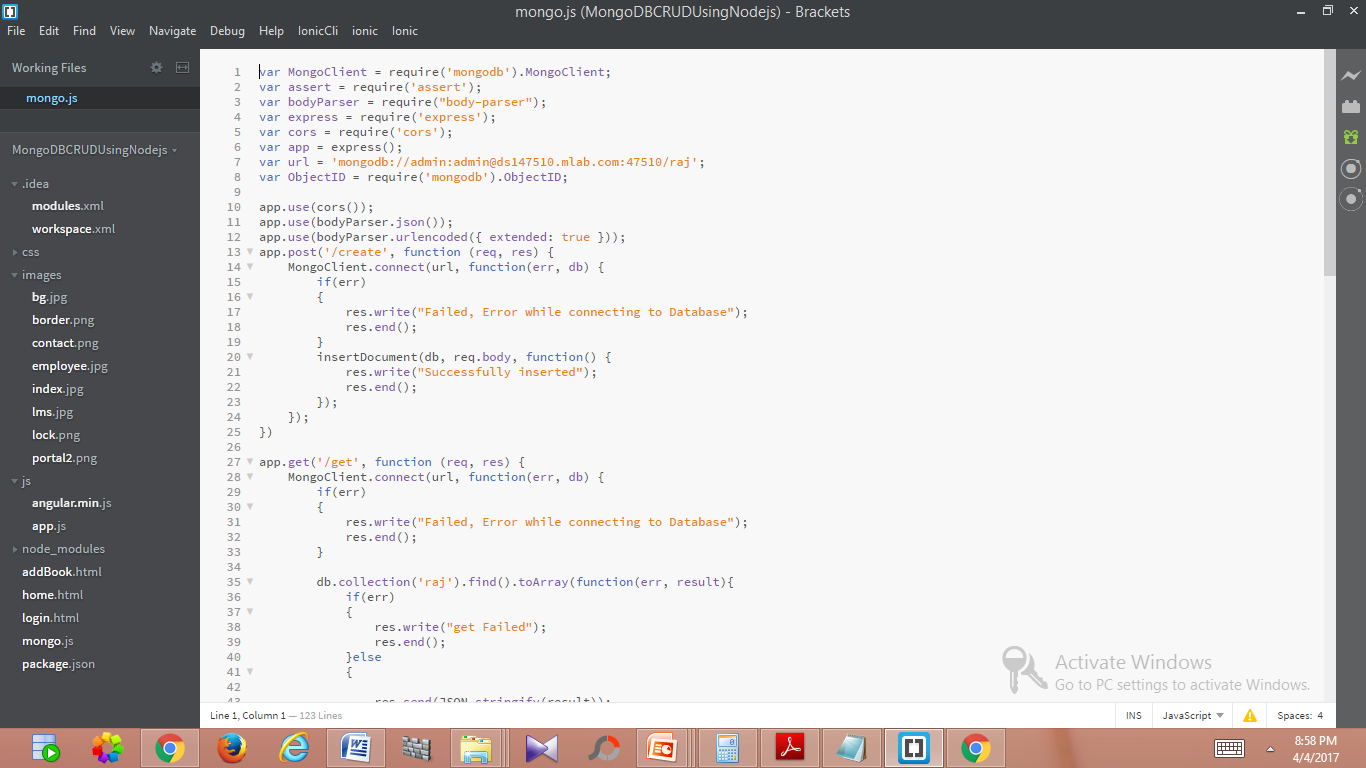 mongo.js (MongoDBCRUDUsingNodejs) - Brackets
File Edit Find View Navigate Debug Help IonicCli ionic Ionic
Working Files
mongo.js
MongoDBCRUDUsingNodejs
.idea
modules.xml
workspace.xml
css
images
bg.jpg
border.png
contact.png
employee.jpg
index.jpg
lms.jpg
lock.png
portal2.png
js
angular.min.js
app.js
node_modules
addBook.html
home.html
login.html
mongo.js
package.json
1 var MongoClient = require('mongodb').MongoClient;
2 var assert = require('assert');
3 var bodyParser = require("body-parser");
4 var express = require('express');
5 var cors = require('cors');
6 var app = express();
7 var url = 'mongodb://admin:admin@ds147510.mlab.com:47510/raj';
8 var ObjectID = require('mongodb').ObjectID;
9
10 app.use(cors());
11 app.use(bodyParser.json());
12 app.use(bodyParser.urlencoded({ extended: true }));
13 app.post('/create', function (req, res) {
14     MongoClient.connect(url, function(err, db) {
15         if(err)
16         {
17             res.write("Failed, Error while connecting to Database");
18             res.end();
19         }
20         insertDocument(db, req.body, function() {
21             res.write("Successfully inserted");
22             res.end();
23         });
24     });
25 })
26
27 app.get('/get', function (req, res) {
28     MongoClient.connect(url, function(err, db) {
29         if(err)
30         {
31             res.write("Failed, Error while connecting to Database");
32             res.end();
33         }
34
35         db.collection('raj').find().toArray(function(err, result){
36             if(err)
37             {
38                 res.write("get Failed");
39                 res.end();
40             }else
41             {
42
43                 res.send(JSON.stringify(result));
Activate Windows
Go to PC settings to activate Windows.
Line 1, Column 1 — 123 Lines
INS JavaScript Spaces: 4
8:58 PM
4/4/2017